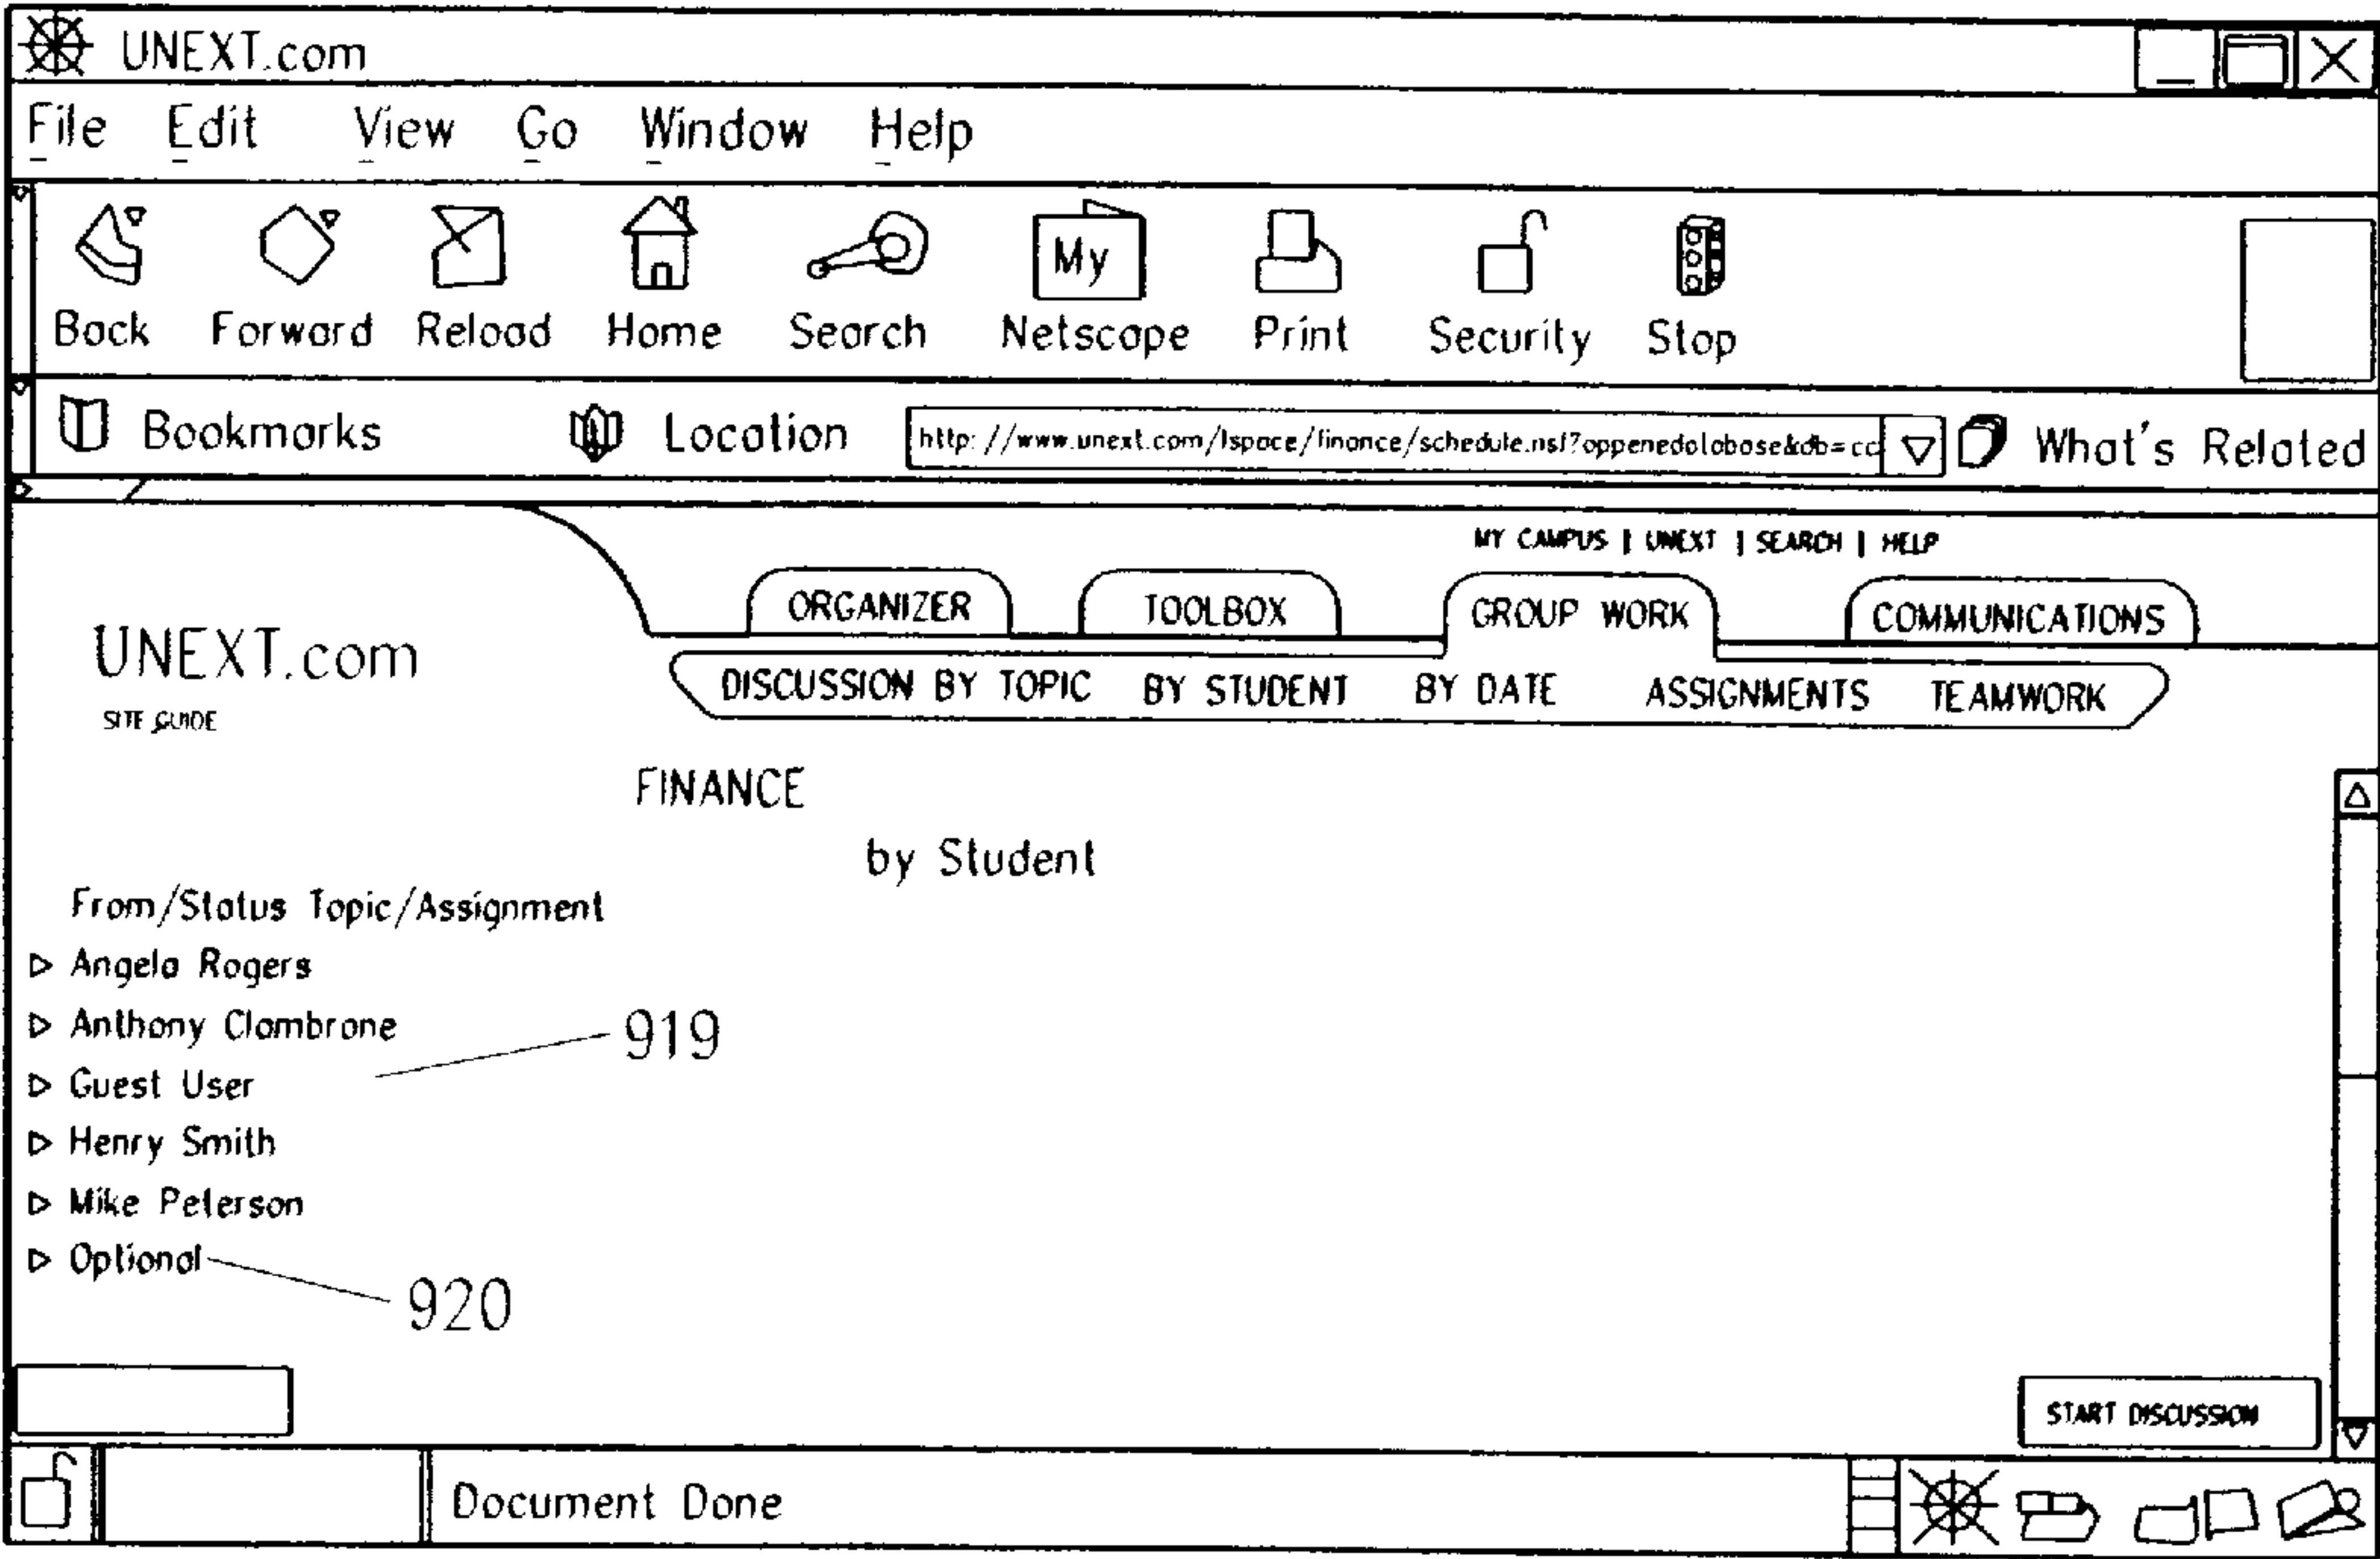 UNEXT.com
File Edit View Go Window Help
My
Back Forward Reload Home Search Netscape Print Security Stop
Bookmarks Location http://www.unext.com/lspace/finance/schedule.nsf?oppenedatabase&db=cc What's Related
MY CAMPUS | UNEXT | SEARCH | HELP
ORGANIZER TOOLBOX GROUP WORK COMMUNICATIONS
UNEXT.com
DISCUSSION BY TOPIC BY STUDENT BY DATE ASSIGNMENTS TEAMWORK
SITE GUIDE
FINANCE
by Student
From/Status Topic/Assignment
Angela Rogers
Anthony Clambrone
919
Guest User
Henry Smith
Mike Peterson
Optional
920
START DISCUSSION
Document Done